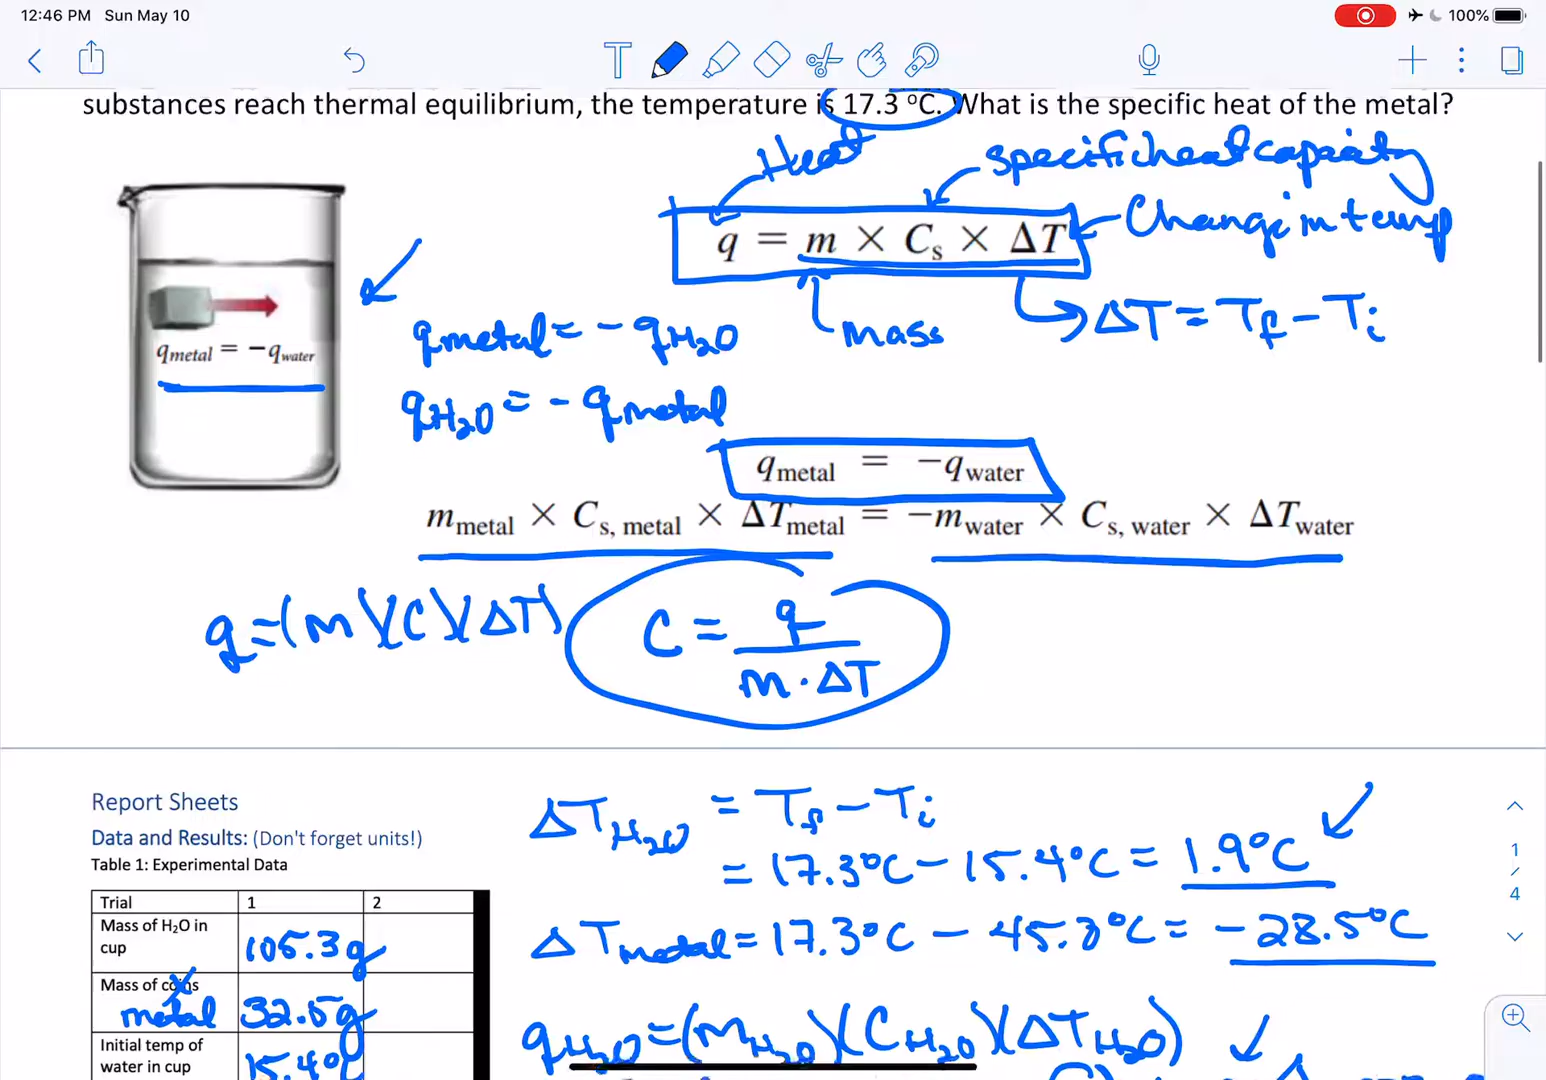 12:46 PM Sun May 10
100%
substances reach thermal equilibrium, the temperature is 17.3 °C. What is the specific heat of the metal?
Heat
specific heat capacity
q = m × Cs × ΔT
Change in temp
mass
ΔT = Tf − Ti
qmetal = −qwater
qmetal = − qH2O
qH2O = − qmetal
qmetal = −qwater
mmetal × Cs, metal × ΔTmetal = −mwater × Cs, water × ΔTwater
q=(m)(C)(ΔT)
C = q / m · ΔT
Report Sheets
Data and Results: (Don't forget units!)
Table 1: Experimental Data
Trial 1 2
Mass of H2O in cup 105.3g
Mass of coins metal 32.5g
Initial temp of water in cup 15.4°
ΔTH2O = Tf − Ti
= 17.3°C − 15.4°C = 1.9°C
ΔTmetal = 17.3°C − 45.8°C = −28.5°C
qH2O=(mH2O)(CH2O)(ΔTH2O)
1
/
4